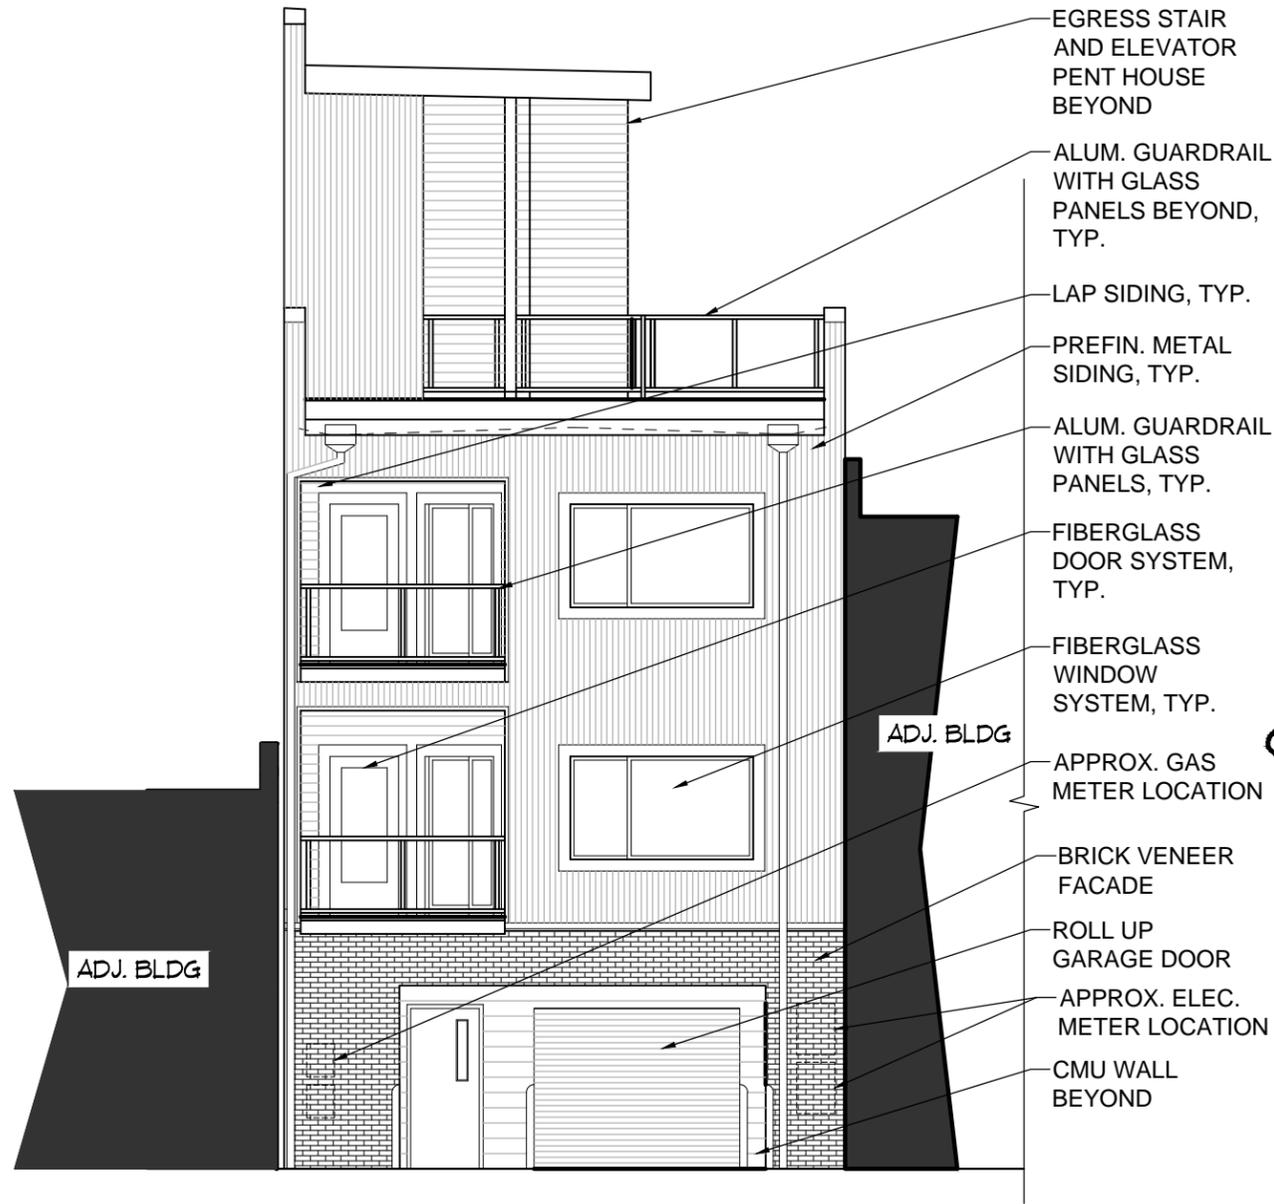 EGRESS STAIR
AND ELEVATOR
PENT HOUSE
BEYOND
ALUM. GUARDRAIL
WITH GLASS
PANELS BEYOND,
TYP.
LAP SIDING, TYP.
PREFIN. METAL
SIDING, TYP.
ALUM. GUARDRAIL
WITH GLASS
PANELS, TYP.
FIBERGLASS
DOOR SYSTEM,
TYP.
FIBERGLASS
WINDOW
SYSTEM, TYP.
ADJ. BLDG
APPROX. GAS
METER LOCATION
BRICK VENEER
FACADE
ROLL UP
GARAGE DOOR
ADJ. BLDG
APPROX. ELEC.
METER LOCATION
CMU WALL
BEYOND